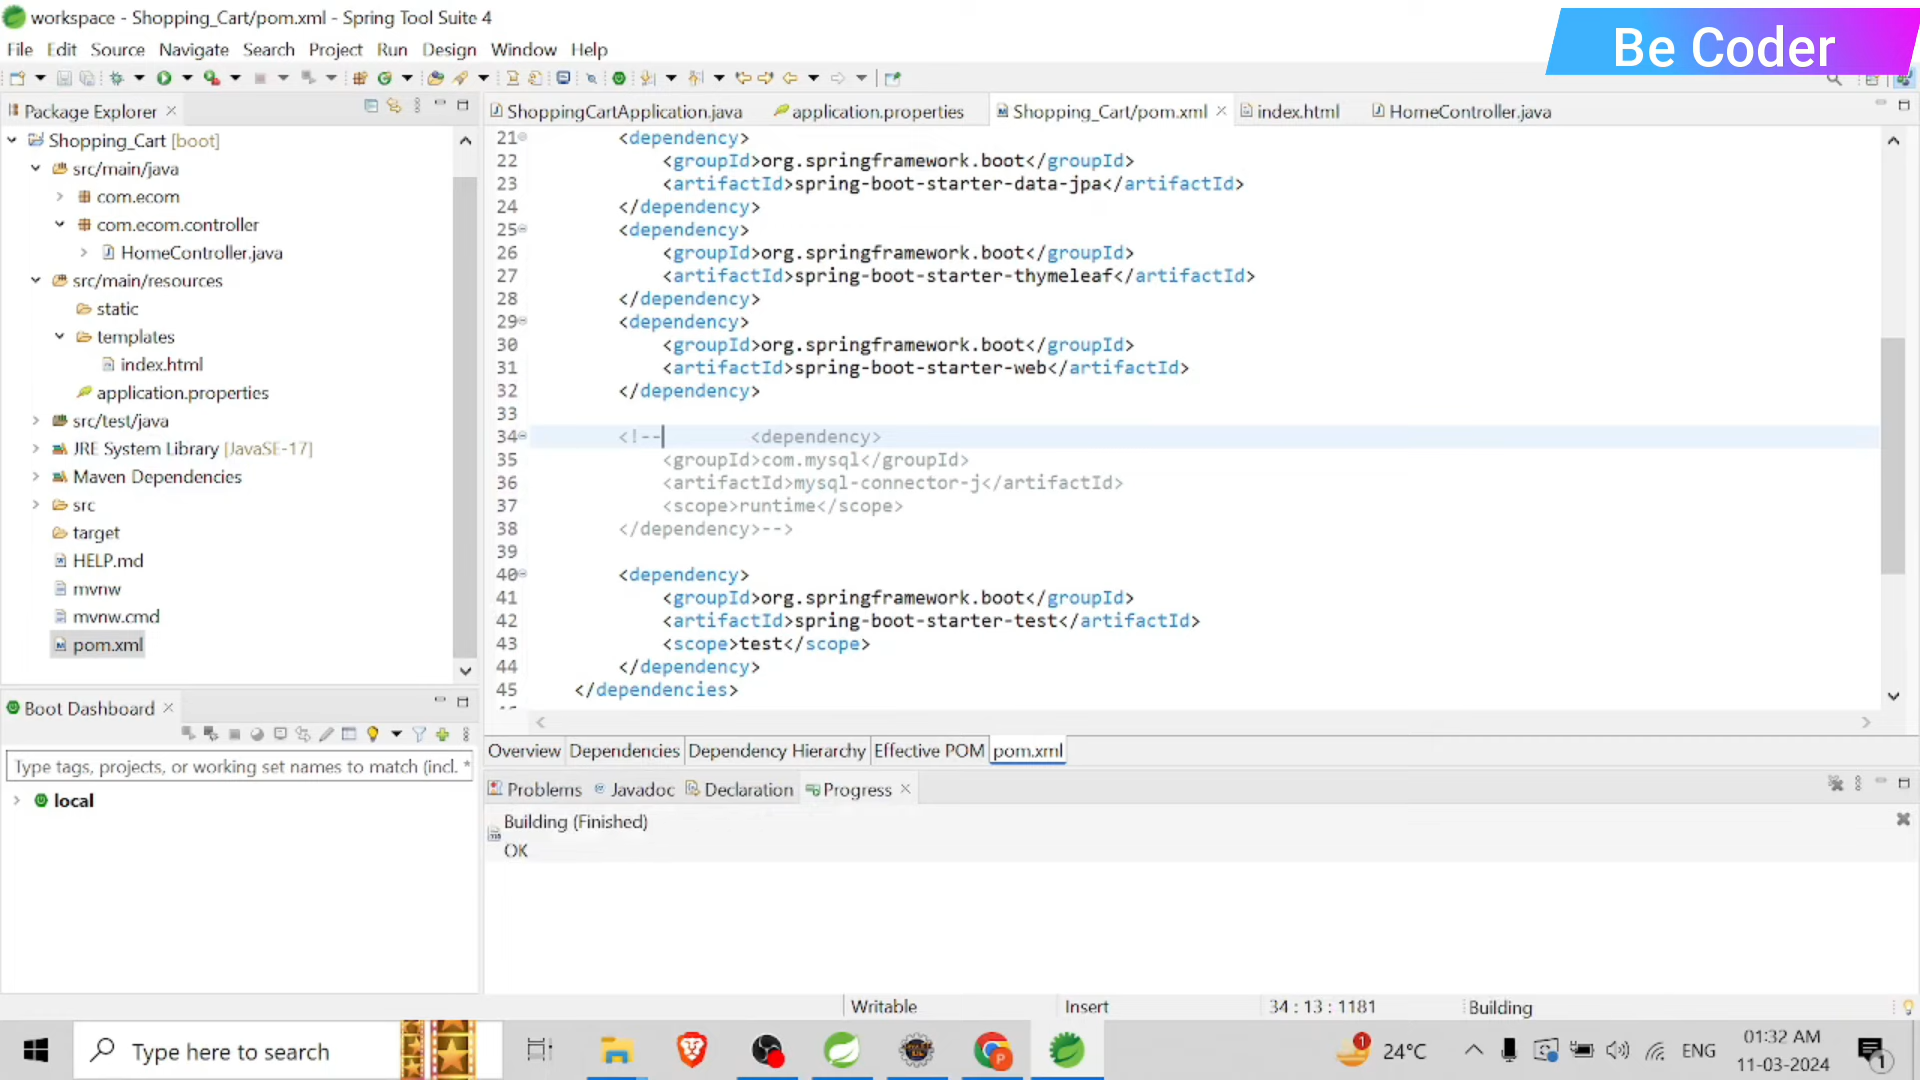 workspace - Shopping_Cart/pom.xml - Spring Tool Suite 4
Be Coder
File Edit Source Navigate Search Project Run Design Window Help
Package Explorer
Shopping_Cart [boot]
src/main/java
com.ecom
com.ecom.controller
HomeController.java
src/main/resources
static
templates
index.html
application.properties
src/test/java
JRE System Library [JavaSE-17]
Maven Dependencies
src
target
HELP.md
mvnw
mvnw.cmd
pom.xml
Boot Dashboard
Type tags, projects, or working set names to match (incl. *
local
ShoppingCartApplication.java application.properties Shopping_Cart/pom.xml index.html HomeController.java
21 <dependency>
22 <groupId>org.springframework.boot</groupId>
23 <artifactId>spring-boot-starter-data-jpa</artifactId>
24 </dependency>
25 <dependency>
26 <groupId>org.springframework.boot</groupId>
27 <artifactId>spring-boot-starter-thymeleaf</artifactId>
28 </dependency>
29 <dependency>
30 <groupId>org.springframework.boot</groupId>
31 <artifactId>spring-boot-starter-web</artifactId>
32 </dependency>
33
34 <!-- <dependency>
35 <groupId>com.mysql</groupId>
36 <artifactId>mysql-connector-j</artifactId>
37 <scope>runtime</scope>
38 </dependency>-->
39
40 <dependency>
41 <groupId>org.springframework.boot</groupId>
42 <artifactId>spring-boot-starter-test</artifactId>
43 <scope>test</scope>
44 </dependency>
45 </dependencies>
Overview Dependencies Dependency Hierarchy Effective POM pom.xml
Problems Javadoc Declaration Progress
Building (Finished)
OK
Writable Insert 34 : 13 : 1181 Building
Type here to search
1 24°C ENG 01:32 AM
11-03-2024
1